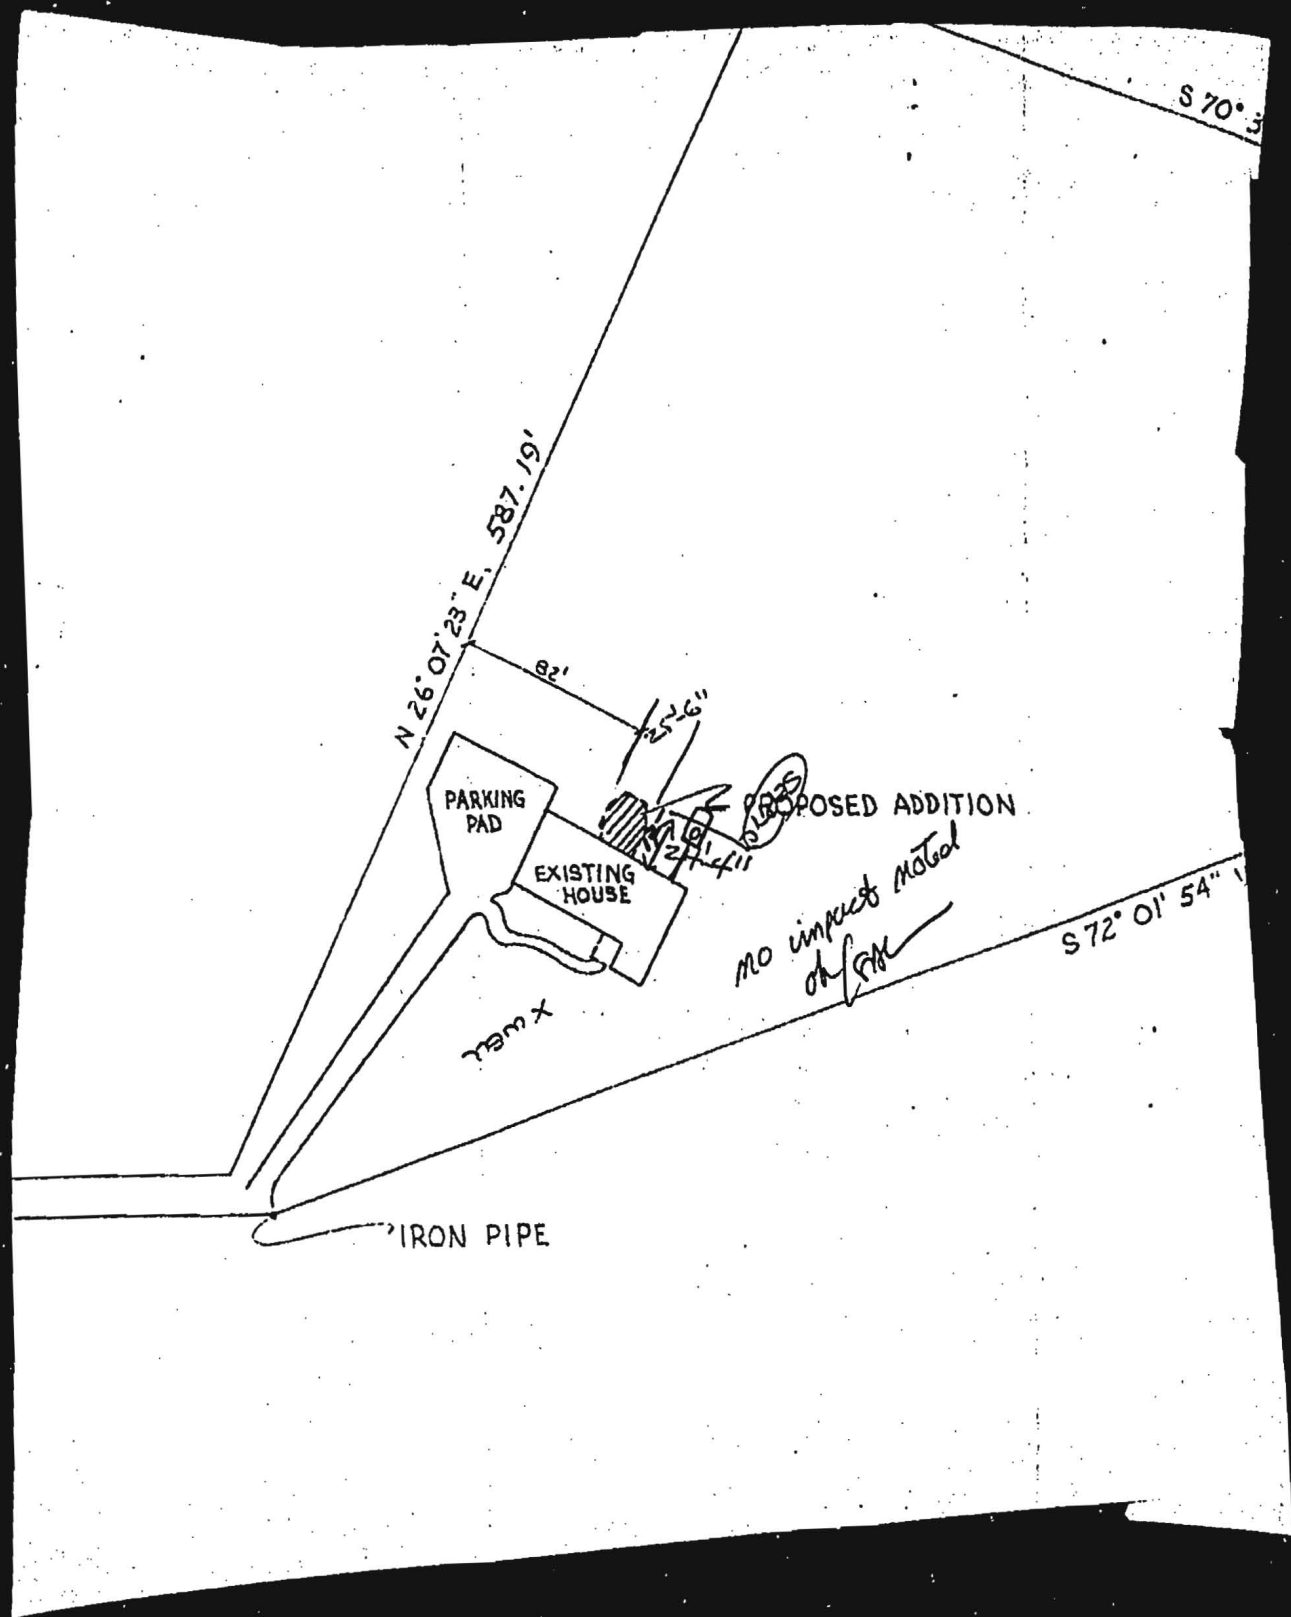 S 70°
N 26° 07' 23" E, 587.19'
82'
25'-6"
PARKING
PAD
PROPOSED ADDITION
EXISTING
HOUSE
no impact noted
S 72° 01' 54"
X WELL
IRON PIPE